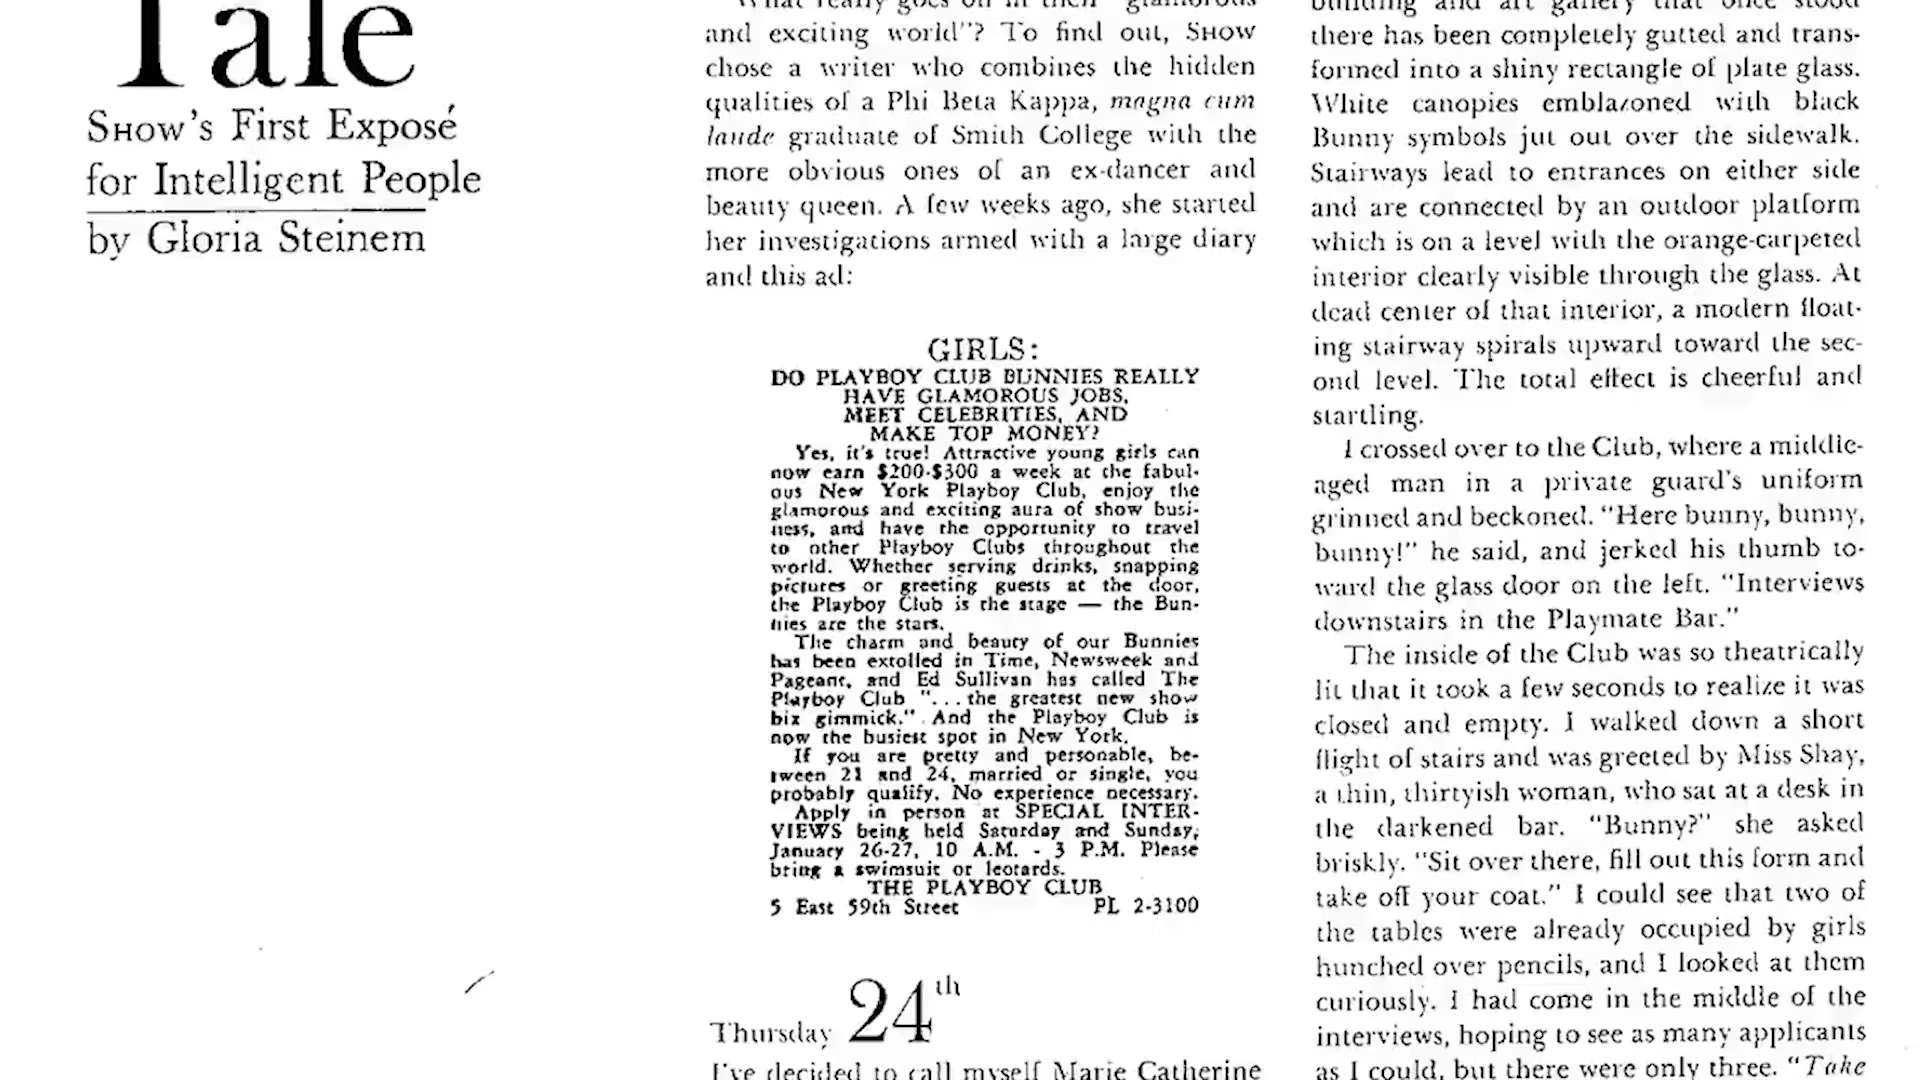 Tale
SHOW's First Exposé
for Intelligent People
by Gloria Steinem
What really goes on in their "glamorous
and exciting world"? To find out, SHOW
chose a writer who combines the hidden
qualities of a Phi Beta Kappa, magna cum
laude graduate of Smith College with the
more obvious ones of an ex-dancer and
beauty queen. A few weeks ago, she started
her investigations armed with a large diary
and this ad:
GIRLS:
DO PLAYBOY CLUB BUNNIES REALLY
HAVE GLAMOROUS JOBS,
MEET CELEBRITIES, AND
MAKE TOP MONEY?
Yes, it's true! Attractive young girls can
now earn $200-$300 a week at the fabul-
ous New York Playboy Club, enjoy the
glamorous and exciting aura of show busi-
ness, and have the opportunity to travel
to other Playboy Clubs throughout the
world. Whether serving drinks, snapping
pictures or greeting guests at the door,
the Playboy Club is the stage — the Bun-
nies are the stars.
The charm and beauty of our Bunnies
has been extolled in Time, Newsweek and
Pageant, and Ed Sullivan has called The
Playboy Club "... the greatest new show
biz gimmick." And the Playboy Club is
now the busiest spot in New York.
If you are pretty and personable, be-
tween 21 and 24, married or single, you
probably qualify. No experience necessary.
Apply in person at SPECIAL INTER-
VIEWS being held Saturday and Sunday,
January 26-27, 10 A.M. - 3 P.M. Please
bring a swimsuit or leotards.
THE PLAYBOY CLUB
5 East 59th Street PL 2-3100
Thursday 24th
I've decided to call myself Marie Catherine
building and art gallery that once stood
there has been completely gutted and trans-
formed into a shiny rectangle of plate glass.
White canopies emblazoned with black
Bunny symbols jut out over the sidewalk.
Stairways lead to entrances on either side
and are connected by an outdoor platform
which is on a level with the orange-carpeted
interior clearly visible through the glass. At
dead center of that interior, a modern float-
ing stairway spirals upward toward the sec-
ond level. The total effect is cheerful and
startling.
I crossed over to the Club, where a middle-
aged man in a private guard's uniform
grinned and beckoned. "Here bunny, bunny,
bunny!" he said, and jerked his thumb to-
ward the glass door on the left. "Interviews
downstairs in the Playmate Bar."
The inside of the Club was so theatrically
lit that it took a few seconds to realize it was
closed and empty. I walked down a short
flight of stairs and was greeted by Miss Shay,
a thin, thirtyish woman, who sat at a desk in
the darkened bar. "Bunny?" she asked
briskly. "Sit over there, fill out this form and
take off your coat." I could see that two of
the tables were already occupied by girls
hunched over pencils, and I looked at them
curiously. I had come in the middle of the
interviews, hoping to see as many applicants
as I could, but there were only three. "Take